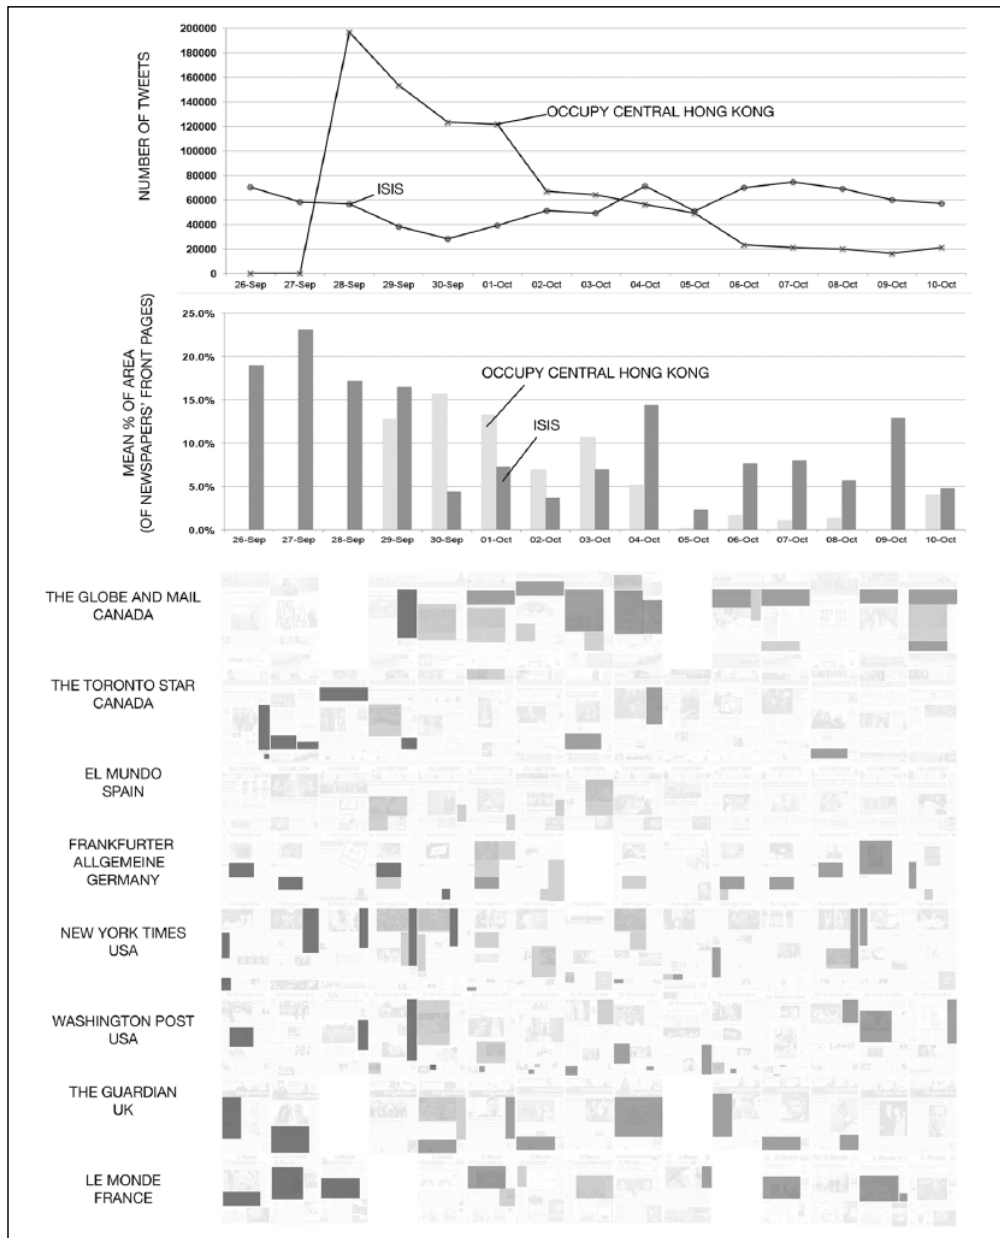 NUMBER OF TWEETS
200000
180000
160000
140000
120000
100000
80000
60000
40000
20000
0
OCCUPY CENTRAL HONG KONG
ISIS
26-Sep 27-Sep 28-Sep 29-Sep 30-Sep 01-Oct 02-Oct 03-Oct 04-Oct 05-Oct 06-Oct 07-Oct 08-Oct 09-Oct 10-Oct
MEAN % OF AREA
(OF NEWSPAPERS' FRONT PAGES)
25.0%
20.0%
15.0%
10.0%
5.0%
0.0%
OCCUPY CENTRAL HONG KONG
ISIS
26-Sep 27-Sep 28-Sep 29-Sep 30-Sep 01-Oct 02-Oct 03-Oct 04-Oct 05-Oct 06-Oct 07-Oct 08-Oct 09-Oct 10-Oct
THE GLOBE AND MAIL
CANADA
THE TORONTO STAR
CANADA
EL MUNDO
SPAIN
FRANKFURTER
ALLGEMEINE
GERMANY
NEW YORK TIMES
USA
WASHINGTON POST
USA
THE GUARDIAN
UK
LE MONDE
FRANCE